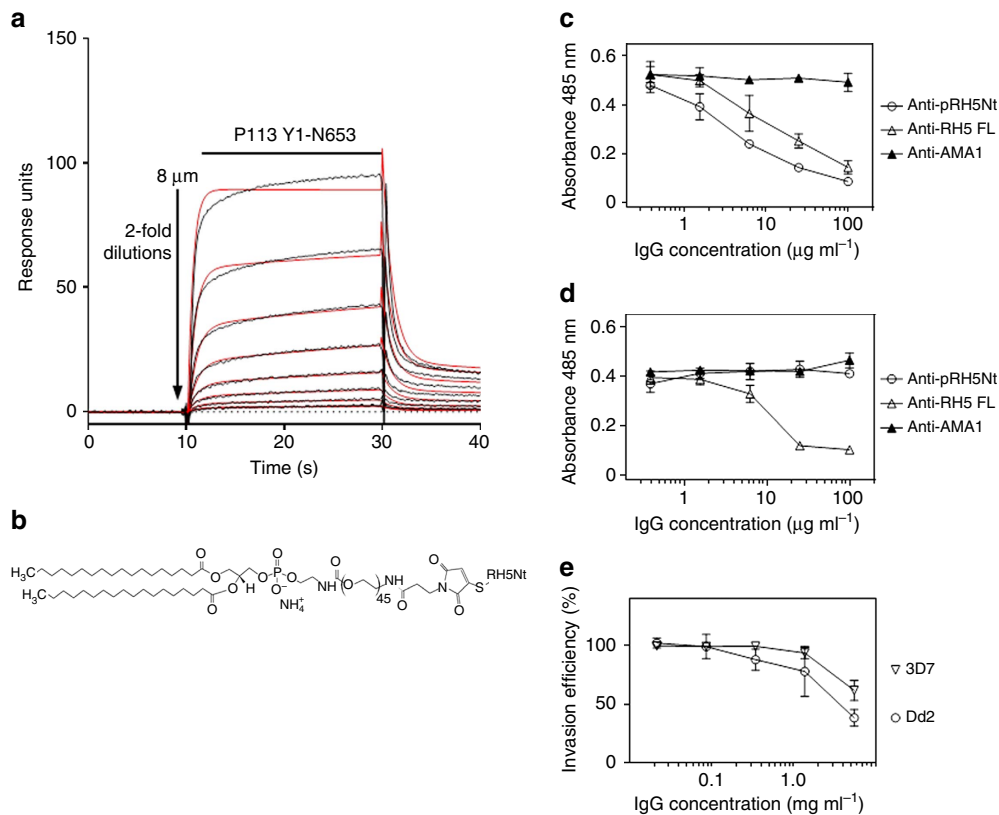 a
150
100
50
0
Response units
P113 Y1-N653
8 μm
2-fold
dilutions
0
10
20
30
40
Time (s)
b
H₃C
H₃C
O
O
O
O
H
O
O
P
O⁻
O
NH₄⁺
NH
O
O
45
NH
O
N
O
O
S
RH5Nt
c
0.6
0.4
0.2
0
Absorbance 485 nm
1
10
100
IgG concentration (μg ml⁻¹)
Anti-pRH5Nt
Anti-RH5 FL
Anti-AMA1
d
0.6
0.4
0.2
0
Absorbance 485 nm
1
10
100
IgG concentration (μg ml⁻¹)
Anti-pRH5Nt
Anti-RH5 FL
Anti-AMA1
e
100
50
0
Invasion efficiency (%)
0.1
1.0
IgG concentration (mg ml⁻¹)
3D7
Dd2